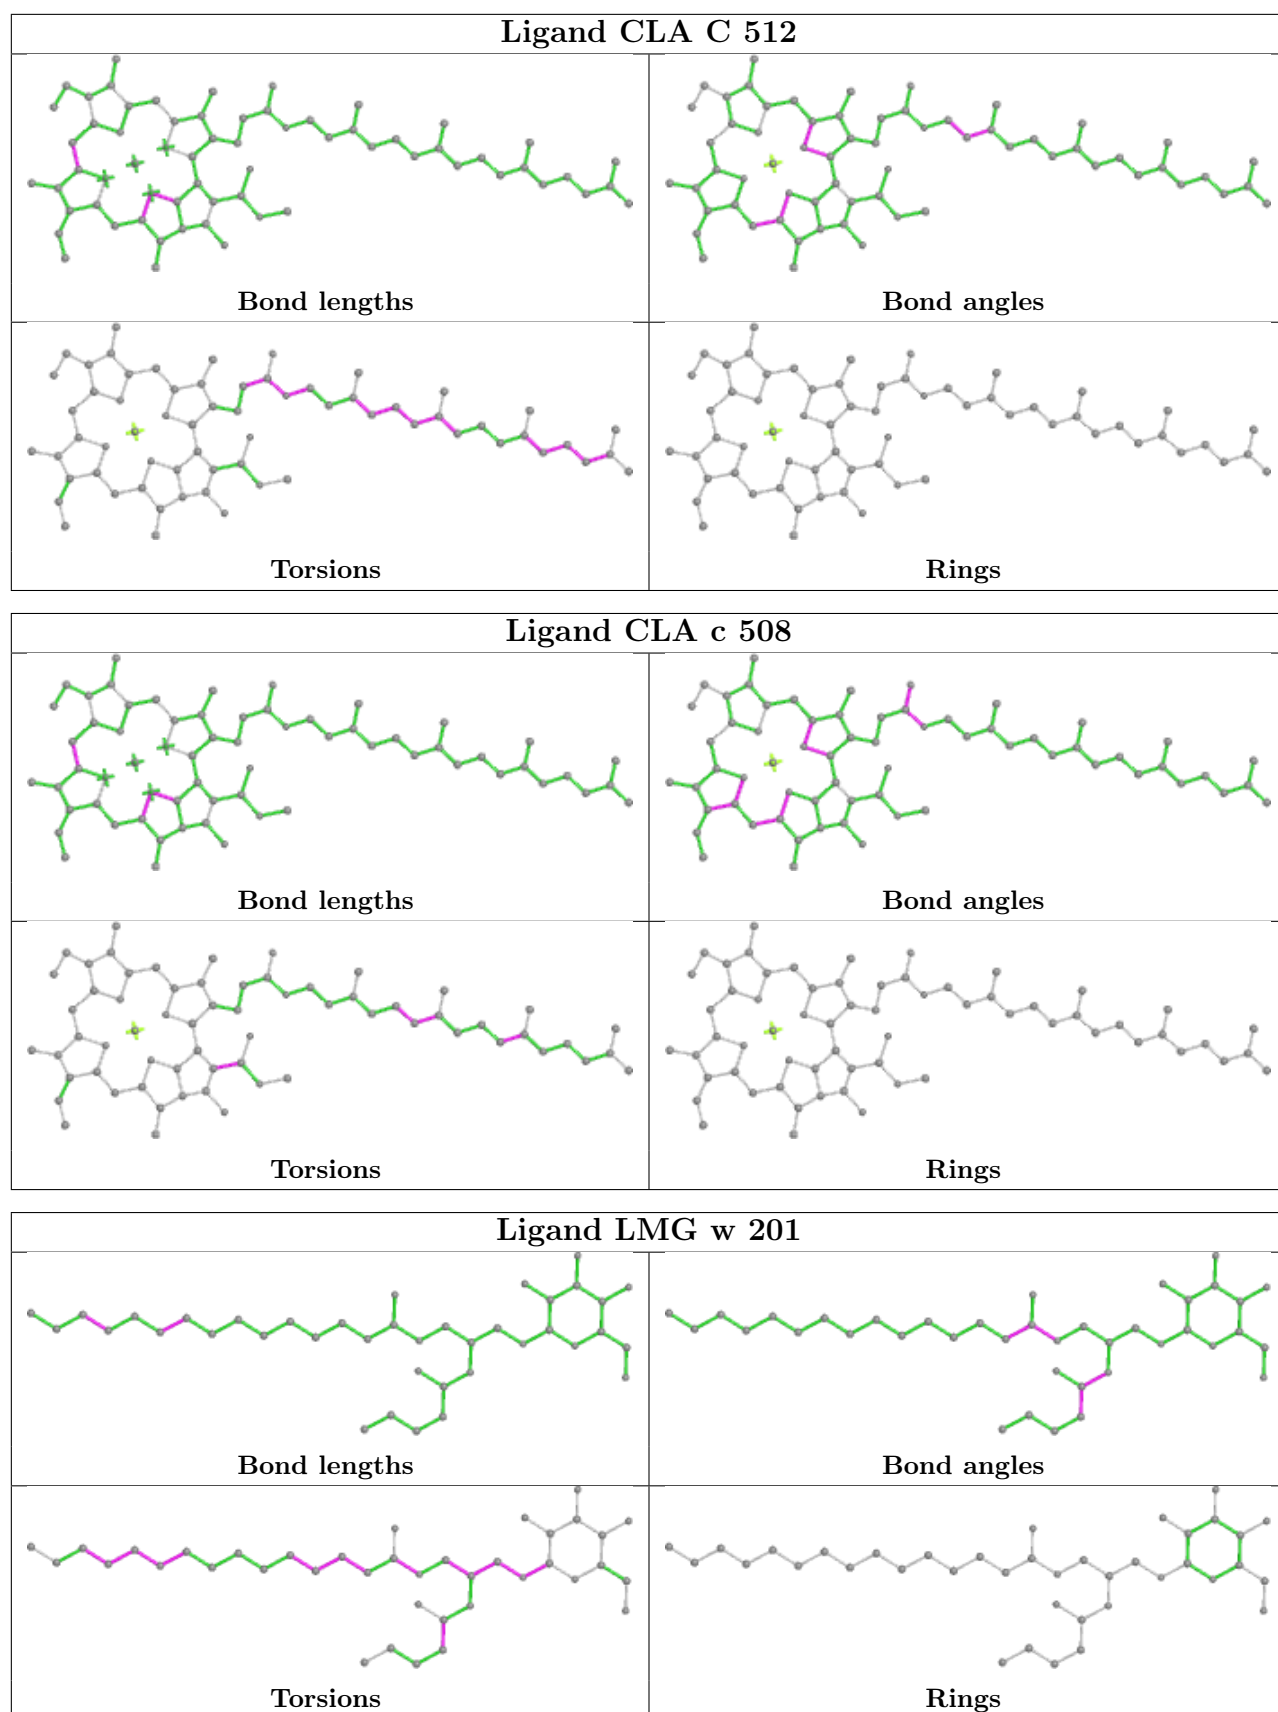 Ligand CLA C 512
Bond lengths
Bond angles
Torsions
Rings
Ligand CLA c 508
Bond lengths
Bond angles
Torsions
Rings
Ligand LMG w 201
Bond lengths
Bond angles
Torsions
Rings